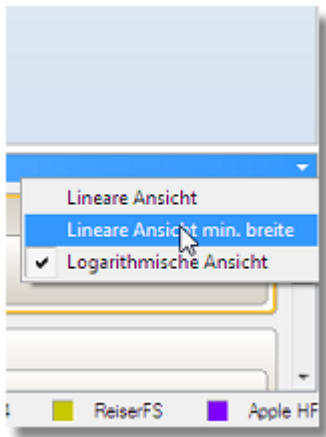 Lineare Ansicht
Lineare Ansicht min. breite
Logarithmische Ansicht
ReiserFS Apple HF